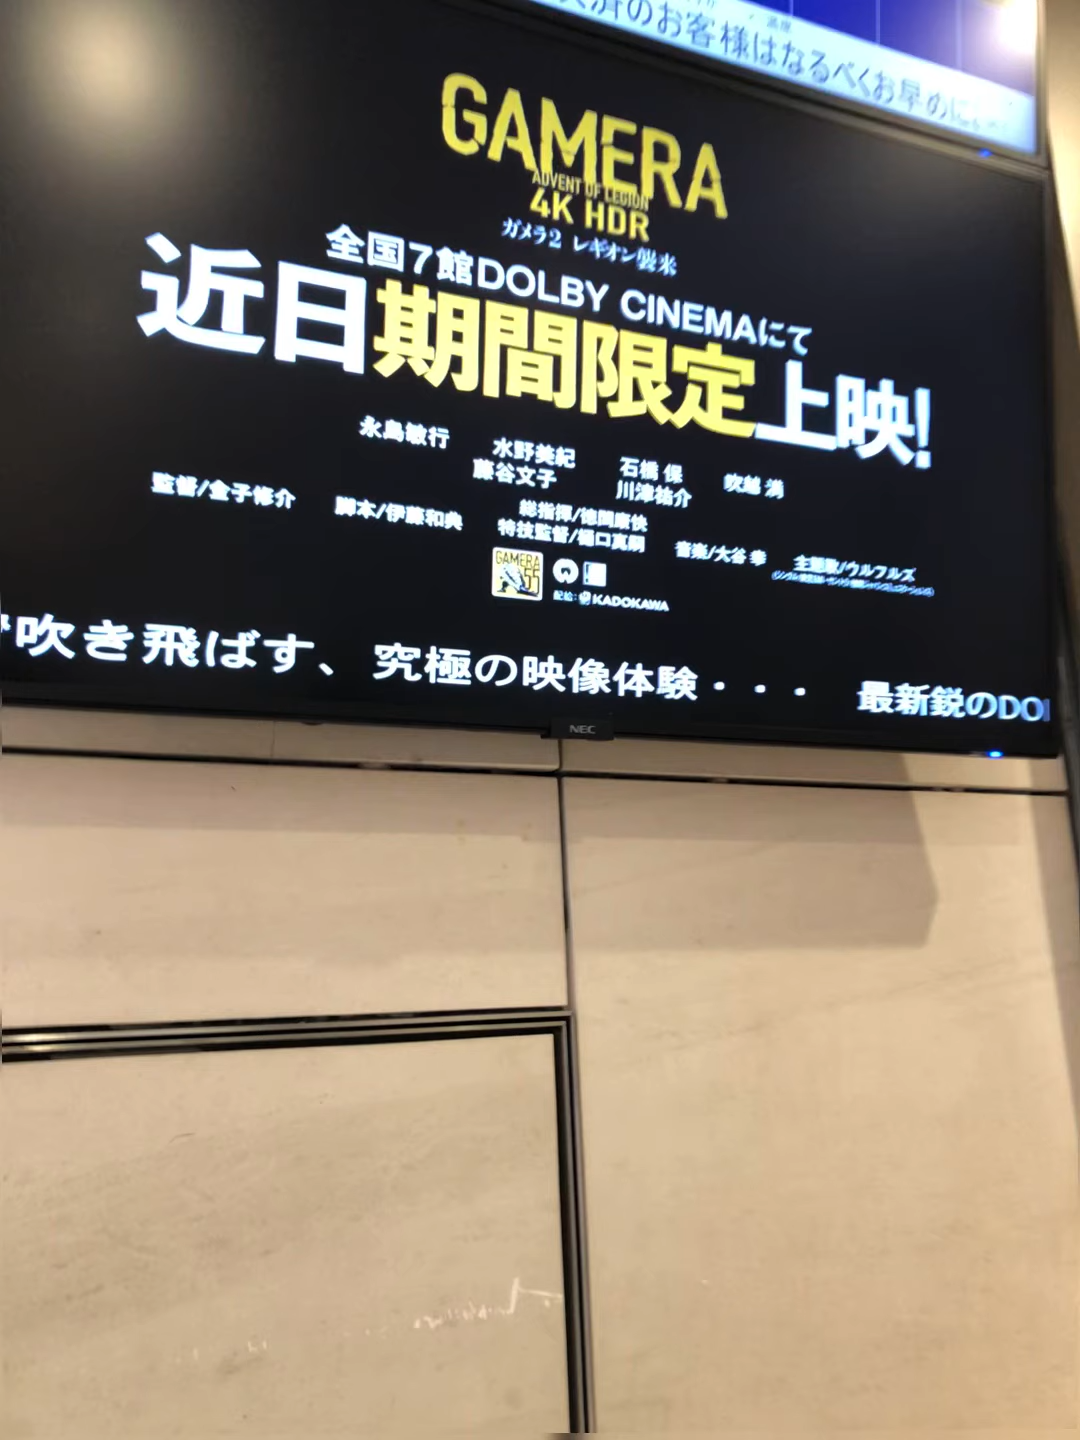 のお客様はなるべくお早めに
GAMERA
ADVENT OF LEGION
4K HDR
ガメラ2 レギオン襲来
全国7館DOLBY CINEMAにて
近日期間限定上映!
永島敏行 水野美紀 石橋 保 吹越 満
藤谷文子 川津祐介
監督/金子修介 脚本/伊藤和典 総指揮/徳間康快 特技監督/樋口真嗣 音楽/大谷 幸 主題歌/ウルフルズ
GAMERA
55
配給: KADOKAWA
吹き飛ばす、 究極の映像体験・・・ 最新鋭のDO
NEC